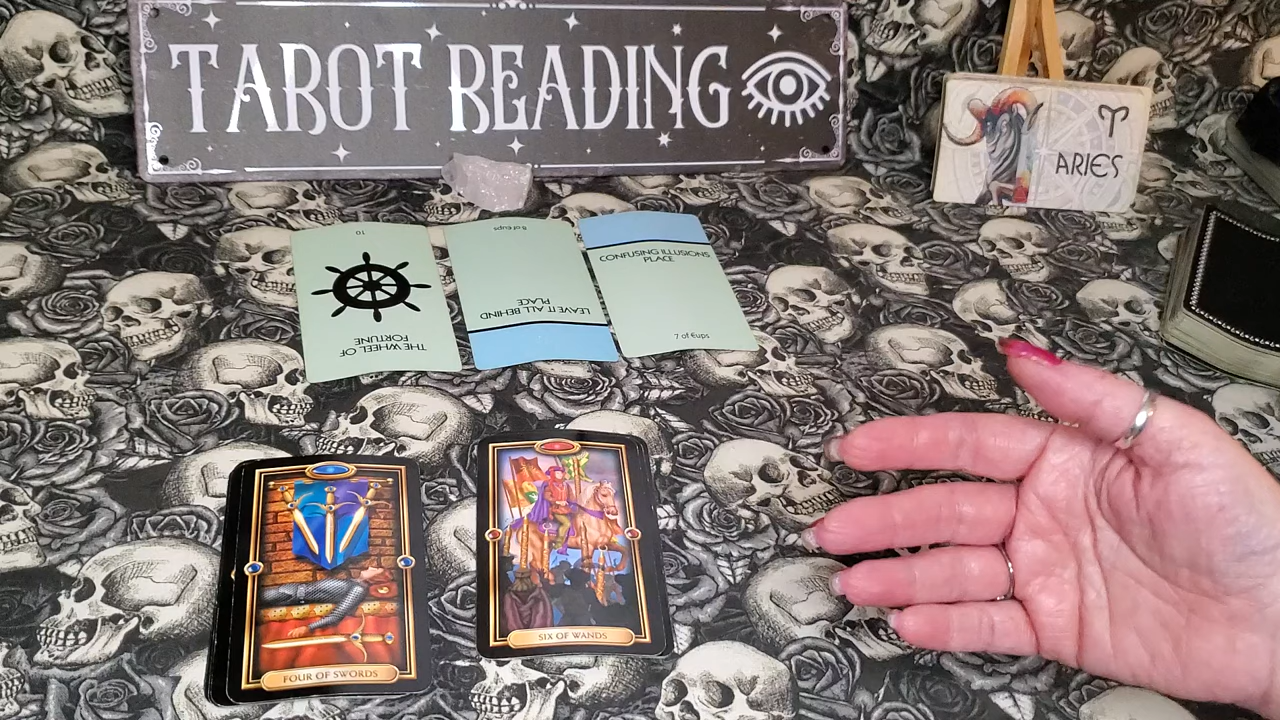 TAROT READING
♈
ARIES
10
THE WHEEL OF
FORTUNE
8 of Cups
LEAVE IT ALL BEHIND
PLACE
CONFUSING ILLUSIONS
PLACE
7 of Cups
FOUR OF SWORDS
SIX OF WANDS